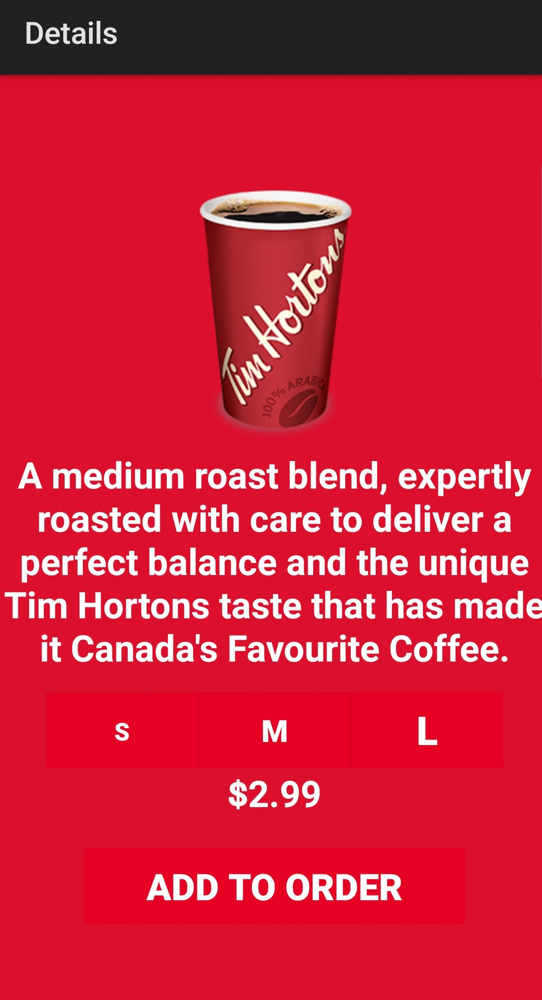 Details
Tim Hortons
100% ARABICA
A medium roast blend, expertly
roasted with care to deliver a
perfect balance and the unique
Tim Hortons taste that has made
it Canada's Favourite Coffee.
S M L
$2.99
ADD TO ORDER